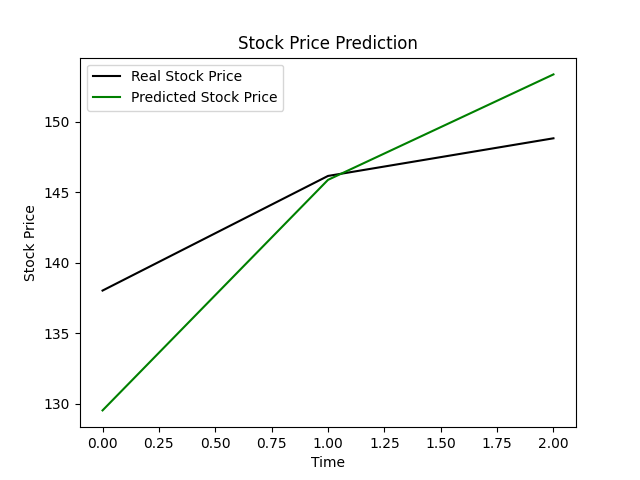 Stock Price Prediction
Real Stock Price
Predicted Stock Price
Stock Price
150
145
140
135
130
0.00 0.25 0.50 0.75 1.00 1.25 1.50 1.75 2.00
Time